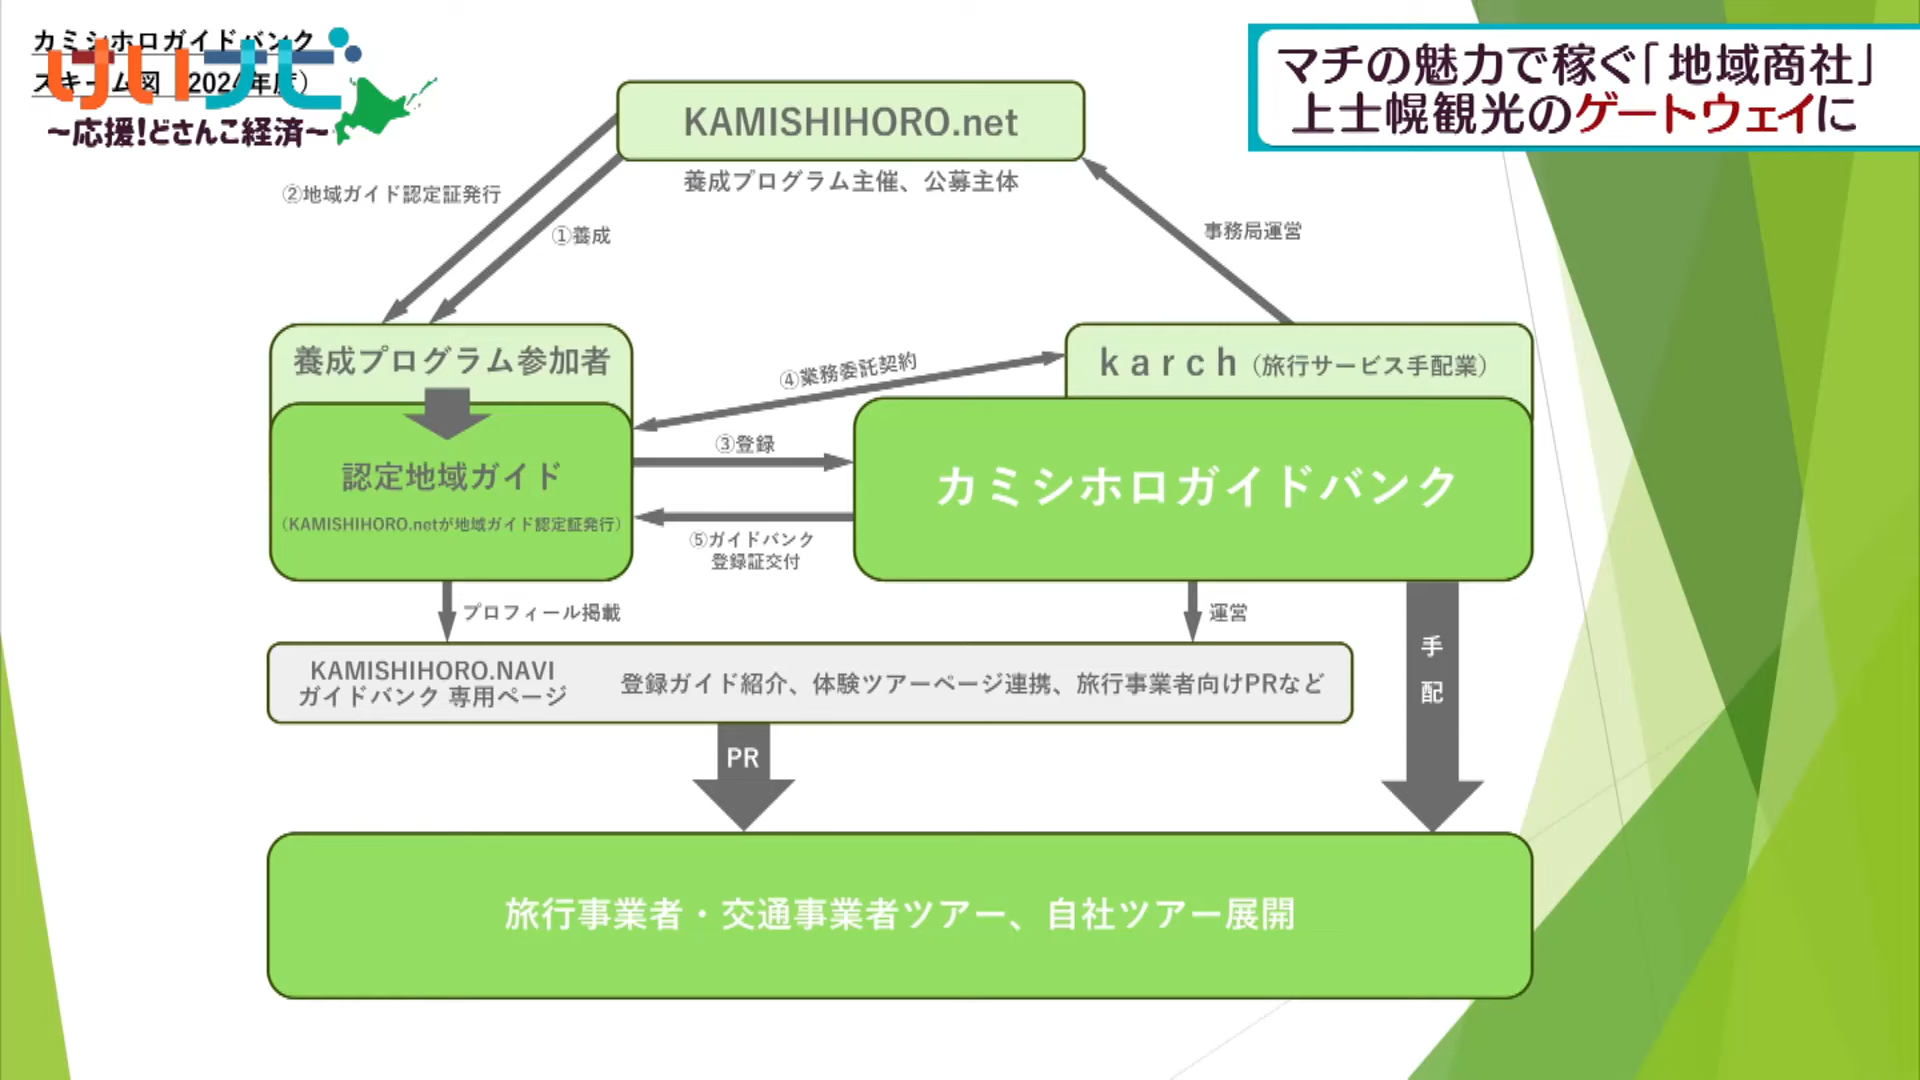 カミシホロガイドバンク
スキーム図 2024年度）
けいナビ
～応援！どさんこ経済～
マチの魅力で稼ぐ「地域商社」
上士幌観光のゲートウェイに
KAMISHIHORO.net
養成プログラム主催、公募主体
②地域ガイド認定証発行
①養成
事務局運営
養成プログラム参加者
karch（旅行サービス手配業）
④業務委託契約
③登録
認定地域ガイド
（KAMISHIHORO.netが地域ガイド認定証発行）
カミシホロガイドバンク
⑤ガイドバンク
登録証交付
プロフィール掲載
運営
手配
KAMISHIHORO.NAVI
ガイドバンク 専用ページ
登録ガイド紹介、体験ツアーページ連携、旅行事業者向けPRなど
PR
旅行事業者・交通事業者ツアー、自社ツアー展開